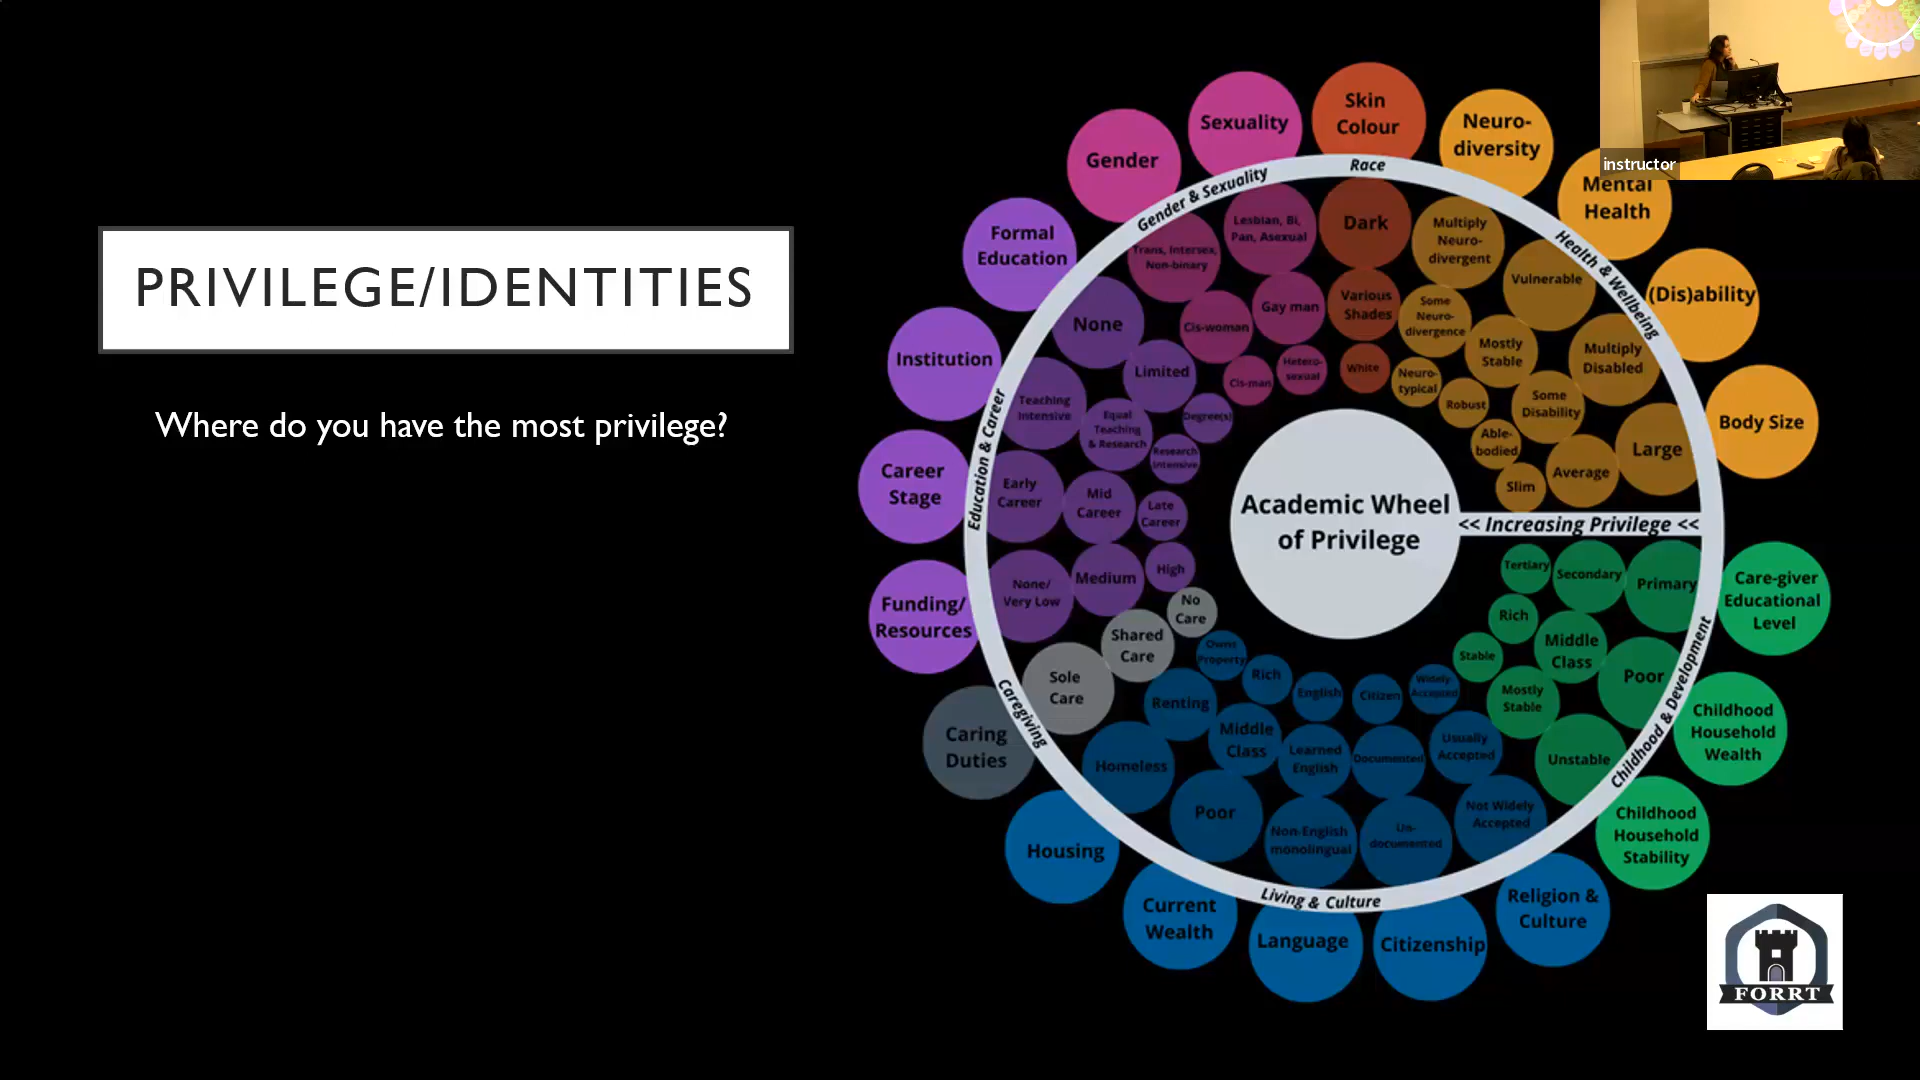 PRIVILEGE/IDENTITIES
Where do you have the most privilege?
instructor
Academic Wheel
of Privilege
<< Increasing Privilege <<
Race
Skin
Colour
Dark
Various
Shades
White
Health & Wellbeing
Neuro-
diversity
Multiply
Neuro-
divergent
Some
Neuro-
divergence
Neuro-
typical
Mental
Health
Vulnerable
Mostly
Stable
Robust
(Dis)ability
Multiply
Disabled
Some
Disability
Able-
bodied
Body Size
Large
Average
Slim
Childhood & Development
Care-giver
Educational
Level
Primary
Secondary
Tertiary
Childhood
Household
Wealth
Poor
Middle
Class
Rich
Childhood
Household
Stability
Unstable
Mostly
Stable
Stable
Living & Culture
Religion &
Culture
Not Widely
Accepted
Usually
Accepted
Widely
Accepted
Citizenship
Un-
documented
Documented
Citizen
Language
Non-English
monolingual
Learned
English
English
Current
Wealth
Poor
Middle
Class
Rich
Housing
Homeless
Renting
Owns
Property
Caregiving
Caring
Duties
Sole
Care
Shared
Care
No
Care
Education & Career
Funding/
Resources
None/
Very Low
Medium
High
Career
Stage
Early
Career
Mid
Career
Late
Career
Institution
Teaching
Intensive
Equal
Teaching
& Research
Research
Intensive
Formal
Education
None
Limited
Degree(s)
Gender & Sexuality
Gender
Trans, Intersex,
Non-binary
Cis-woman
Cis-man
Sexuality
Lesbian, Bi,
Pan, Asexual
Gay man
Hetero-
sexual
FORRT